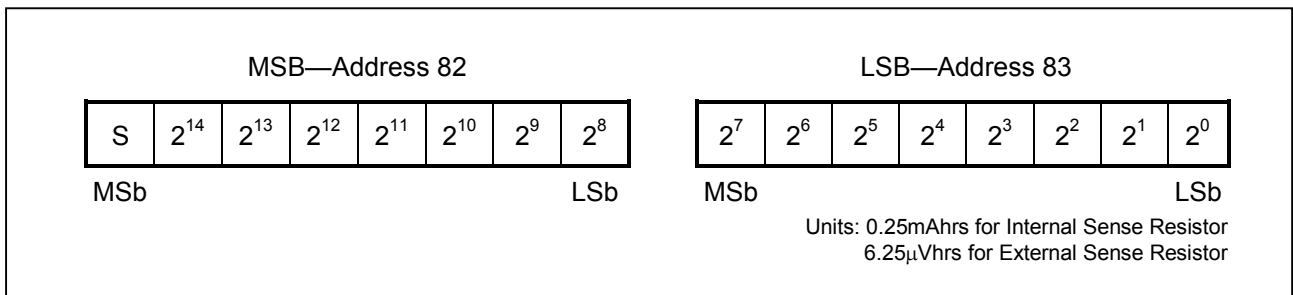 MSB—Address 82
S 2^14 2^13 2^12 2^11 2^10 2^9 2^8
MSb LSb
LSB—Address 83
2^7 2^6 2^5 2^4 2^3 2^2 2^1 2^0
MSb LSb
Units: 0.25mAhrs for Internal Sense Resistor
6.25μVhrs for External Sense Resistor